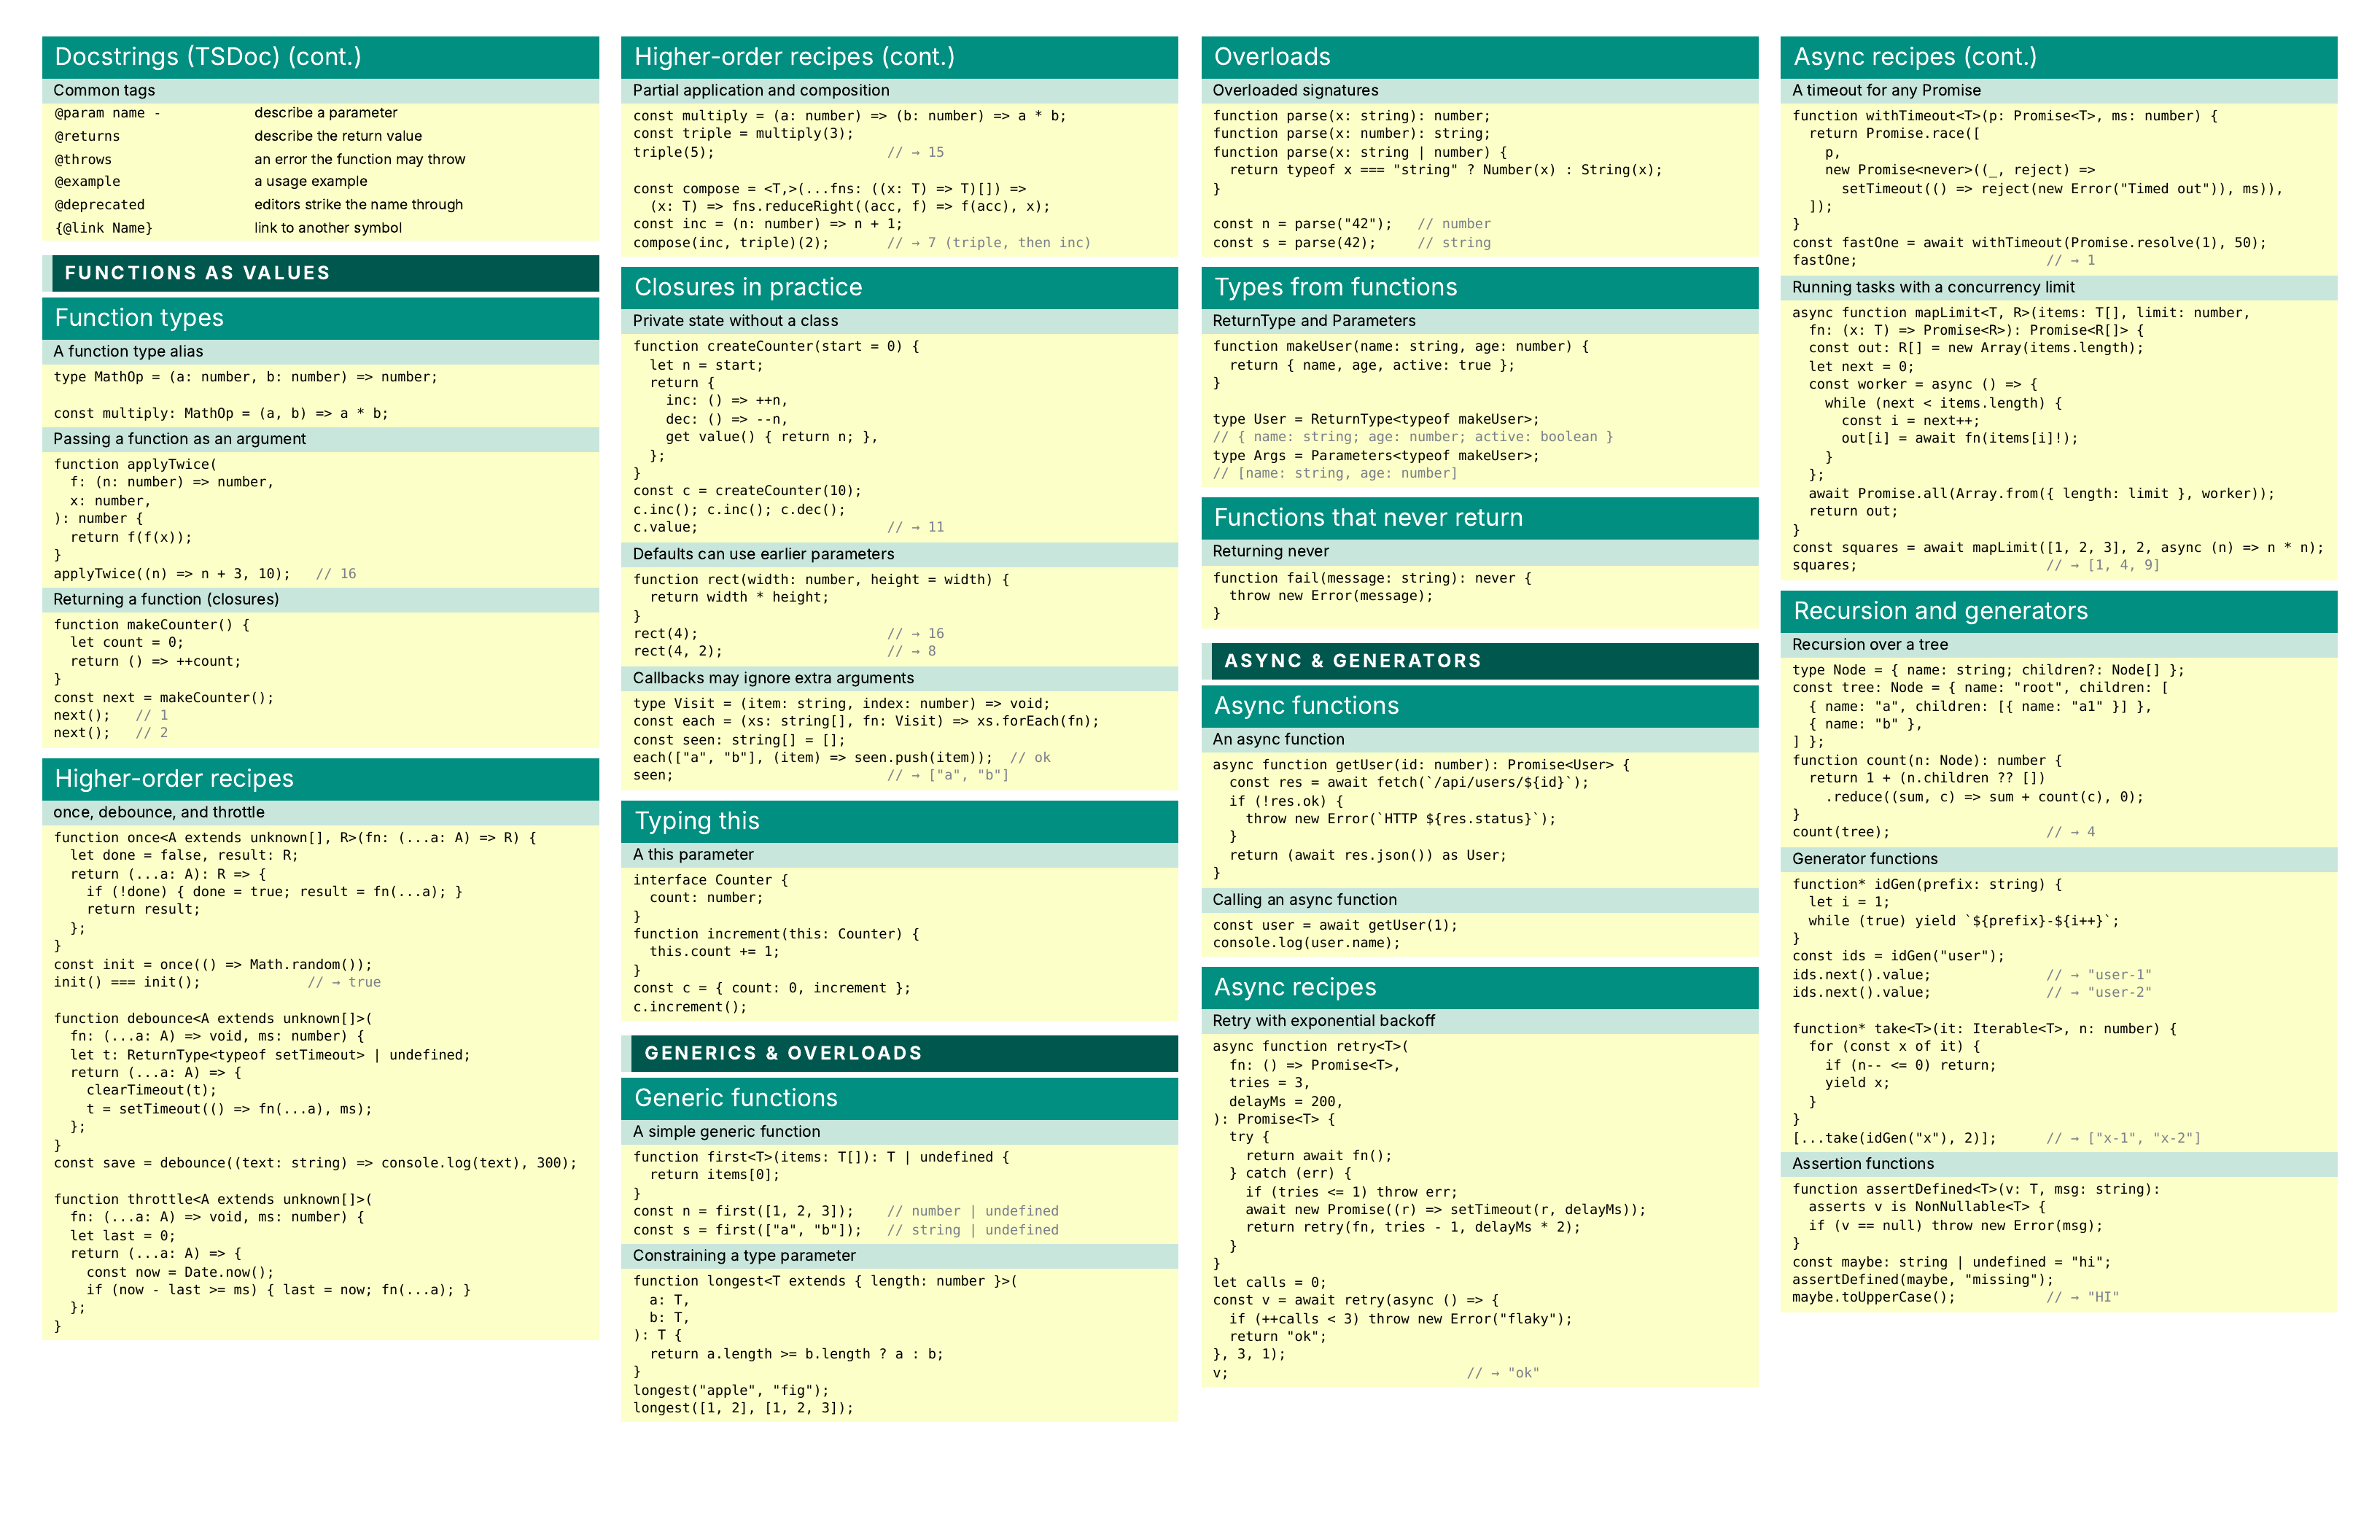 Docstrings (TSDoc) (cont.)
Common tags
@param name - describe a parameter
@returns describe the return value
@throws an error the function may throw
@example a usage example
@deprecated editors strike the name through
{@link Name} link to another symbol
FUNCTIONS AS VALUES
Function types
A function type alias
type MathOp = (a: number, b: number) => number;

const multiply: MathOp = (a, b) => a * b;
Passing a function as an argument
function applyTwice(
  f: (n: number) => number,
  x: number,
): number {
  return f(f(x));
}
applyTwice((n) => n + 3, 10);   // 16
Returning a function (closures)
function makeCounter() {
  let count = 0;
  return () => ++count;
}
const next = makeCounter();
next();   // 1
next();   // 2
Higher-order recipes
once, debounce, and throttle
function once<A extends unknown[], R>(fn: (...a: A) => R) {
  let done = false, result: R;
  return (...a: A): R => {
    if (!done) { done = true; result = fn(...a); }
    return result;
  };
}
const init = once(() => Math.random());
init() === init();             // → true

function debounce<A extends unknown[]>(
  fn: (...a: A) => void, ms: number) {
  let t: ReturnType<typeof setTimeout> | undefined;
  return (...a: A) => {
    clearTimeout(t);
    t = setTimeout(() => fn(...a), ms);
  };
}
const save = debounce((text: string) => console.log(text), 300);

function throttle<A extends unknown[]>(
  fn: (...a: A) => void, ms: number) {
  let last = 0;
  return (...a: A) => {
    const now = Date.now();
    if (now - last >= ms) { last = now; fn(...a); }
  };
}
Higher-order recipes (cont.)
Partial application and composition
const multiply = (a: number) => (b: number) => a * b;
const triple = multiply(3);
triple(5);                     // → 15

const compose = <T,>(...fns: ((x: T) => T)[]) =>
  (x: T) => fns.reduceRight((acc, f) => f(acc), x);
const inc = (n: number) => n + 1;
compose(inc, triple)(2);       // → 7 (triple, then inc)
Closures in practice
Private state without a class
function createCounter(start = 0) {
  let n = start;
  return {
    inc: () => ++n,
    dec: () => --n,
    get value() { return n; },
  };
}
const c = createCounter(10);
c.inc(); c.inc(); c.dec();
c.value;                       // → 11
Defaults can use earlier parameters
function rect(width: number, height = width) {
  return width * height;
}
rect(4);                       // → 16
rect(4, 2);                    // → 8
Callbacks may ignore extra arguments
type Visit = (item: string, index: number) => void;
const each = (xs: string[], fn: Visit) => xs.forEach(fn);
const seen: string[] = [];
each(["a", "b"], (item) => seen.push(item));  // ok
seen;                          // → ["a", "b"]
Typing this
A this parameter
interface Counter {
  count: number;
}
function increment(this: Counter) {
  this.count += 1;
}
const c = { count: 0, increment };
c.increment();
GENERICS & OVERLOADS
Generic functions
A simple generic function
function first<T>(items: T[]): T | undefined {
  return items[0];
}
const n = first([1, 2, 3]);    // number | undefined
const s = first(["a", "b"]);   // string | undefined
Constraining a type parameter
function longest<T extends { length: number }>(
  a: T,
  b: T,
): T {
  return a.length >= b.length ? a : b;
}
longest("apple", "fig");
longest([1, 2], [1, 2, 3]);
Overloads
Overloaded signatures
function parse(x: string): number;
function parse(x: number): string;
function parse(x: string | number) {
  return typeof x === "string" ? Number(x) : String(x);
}

const n = parse("42");   // number
const s = parse(42);     // string
Types from functions
ReturnType and Parameters
function makeUser(name: string, age: number) {
  return { name, age, active: true };
}

type User = ReturnType<typeof makeUser>;
// { name: string; age: number; active: boolean }
type Args = Parameters<typeof makeUser>;
// [name: string, age: number]
Functions that never return
Returning never
function fail(message: string): never {
  throw new Error(message);
}
ASYNC & GENERATORS
Async functions
An async function
async function getUser(id: number): Promise<User> {
  const res = await fetch(`/api/users/${id}`);
  if (!res.ok) {
    throw new Error(`HTTP ${res.status}`);
  }
  return (await res.json()) as User;
}
Calling an async function
const user = await getUser(1);
console.log(user.name);
Async recipes
Retry with exponential backoff
async function retry<T>(
  fn: () => Promise<T>,
  tries = 3,
  delayMs = 200,
): Promise<T> {
  try {
    return await fn();
  } catch (err) {
    if (tries <= 1) throw err;
    await new Promise((r) => setTimeout(r, delayMs));
    return retry(fn, tries - 1, delayMs * 2);
  }
}
let calls = 0;
const v = await retry(async () => {
  if (++calls < 3) throw new Error("flaky");
  return "ok";
}, 3, 1);
v;                             // → "ok"
Async recipes (cont.)
A timeout for any Promise
function withTimeout<T>(p: Promise<T>, ms: number) {
  return Promise.race([
    p,
    new Promise<never>((_, reject) =>
      setTimeout(() => reject(new Error("Timed out")), ms)),
  ]);
}
const fastOne = await withTimeout(Promise.resolve(1), 50);
fastOne;                       // → 1
Running tasks with a concurrency limit
async function mapLimit<T, R>(items: T[], limit: number,
  fn: (x: T) => Promise<R>): Promise<R[]> {
  const out: R[] = new Array(items.length);
  let next = 0;
  const worker = async () => {
    while (next < items.length) {
      const i = next++;
      out[i] = await fn(items[i]!);
    }
  };
  await Promise.all(Array.from({ length: limit }, worker));
  return out;
}
const squares = await mapLimit([1, 2, 3], 2, async (n) => n * n);
squares;                       // → [1, 4, 9]
Recursion and generators
Recursion over a tree
type Node = { name: string; children?: Node[] };
const tree: Node = { name: "root", children: [
  { name: "a", children: [{ name: "a1" }] },
  { name: "b" },
] };
function count(n: Node): number {
  return 1 + (n.children ?? [])
    .reduce((sum, c) => sum + count(c), 0);
}
count(tree);                   // → 4
Generator functions
function* idGen(prefix: string) {
  let i = 1;
  while (true) yield `${prefix}-${i++}`;
}
const ids = idGen("user");
ids.next().value;              // → "user-1"
ids.next().value;              // → "user-2"

function* take<T>(it: Iterable<T>, n: number) {
  for (const x of it) {
    if (n-- <= 0) return;
    yield x;
  }
}
[...take(idGen("x"), 2)];      // → ["x-1", "x-2"]
Assertion functions
function assertDefined<T>(v: T, msg: string):
  asserts v is NonNullable<T> {
  if (v == null) throw new Error(msg);
}
const maybe: string | undefined = "hi";
assertDefined(maybe, "missing");
maybe.toUpperCase();           // → "HI"